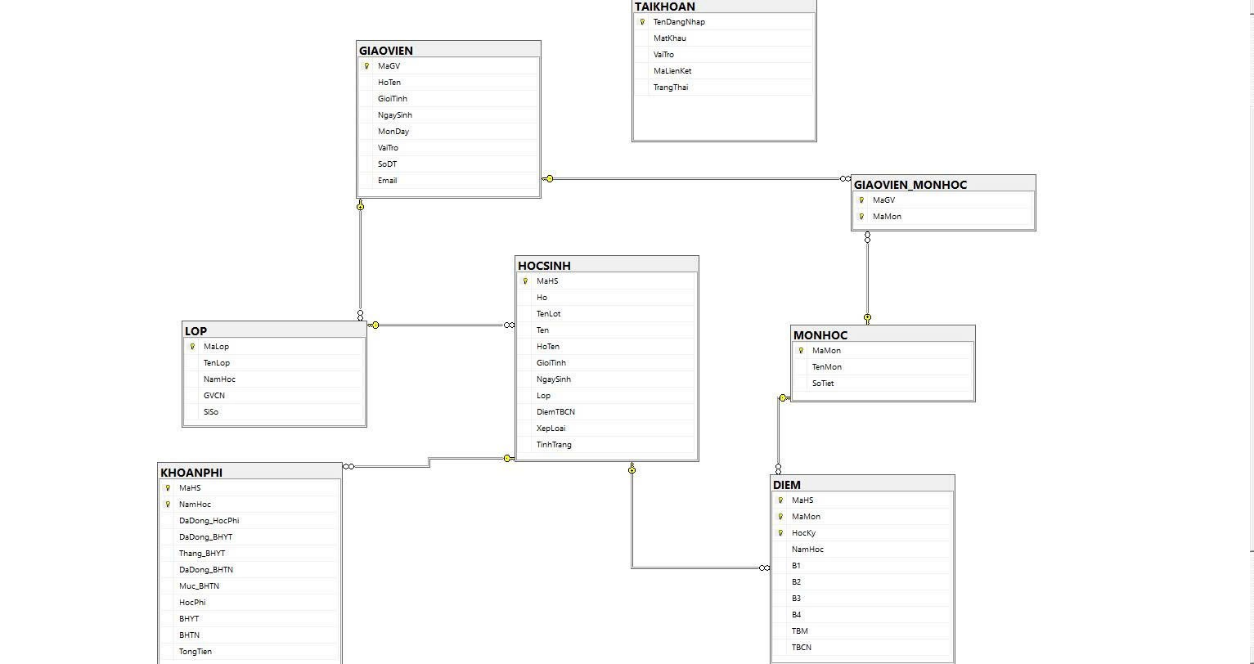 TAIKHOAN
TenDangNhap
MatKhau
VaiTro
MaLienKet
TrangThai
GIAOVIEN
MaGV
HoTen
GioiTinh
NgaySinh
MonDay
VaiTro
SoDT
Email
GIAOVIEN_MONHOC
MaGV
MaMon
HOCSINH
MaHS
Ho
TenLot
Ten
HoTen
GioiTinh
NgaySinh
Lop
DiemTBCN
XepLoai
TinhTrang
LOP
MaLop
TenLop
NamHoc
GVCN
SiSo
MONHOC
MaMon
TenMon
SoTiet
KHOANPHI
MaHS
NamHoc
DaDong_HocPhi
DaDong_BHYT
Thang_BHYT
DaDong_BHTN
Muc_BHTN
HocPhi
BHYT
BHTN
TongTien
DIEM
MaHS
MaMon
HocKy
NamHoc
B1
B2
B3
B4
TBM
TBCN